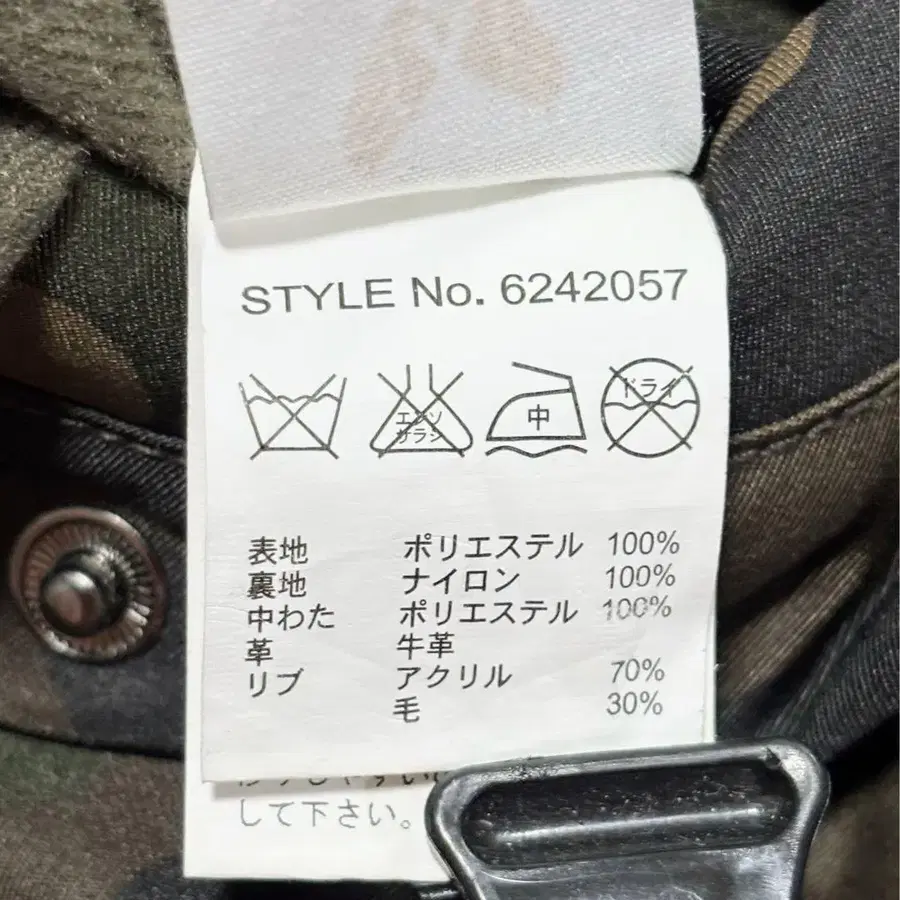 STYLE No. 6242057
エンソ
サラシ
中
ドライ
表地 ポリエステル 100%
裏地 ナイロン 100%
中わた ポリエステル 100%
革 牛革
リブ アクリル 70%
毛 30%
して下さい。